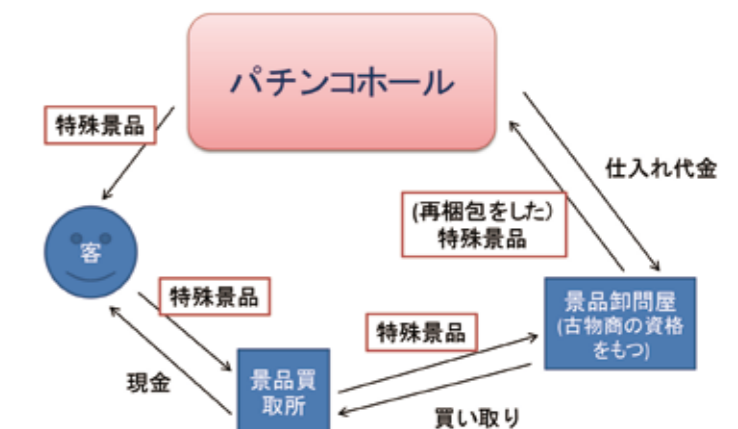 パチンコホール
特殊景品
仕入れ代金
(再梱包をした)
特殊景品
客
特殊景品
景品卸問屋
(古物商の資格
をもつ)
特殊景品
現金
景品買
取所
買い取り